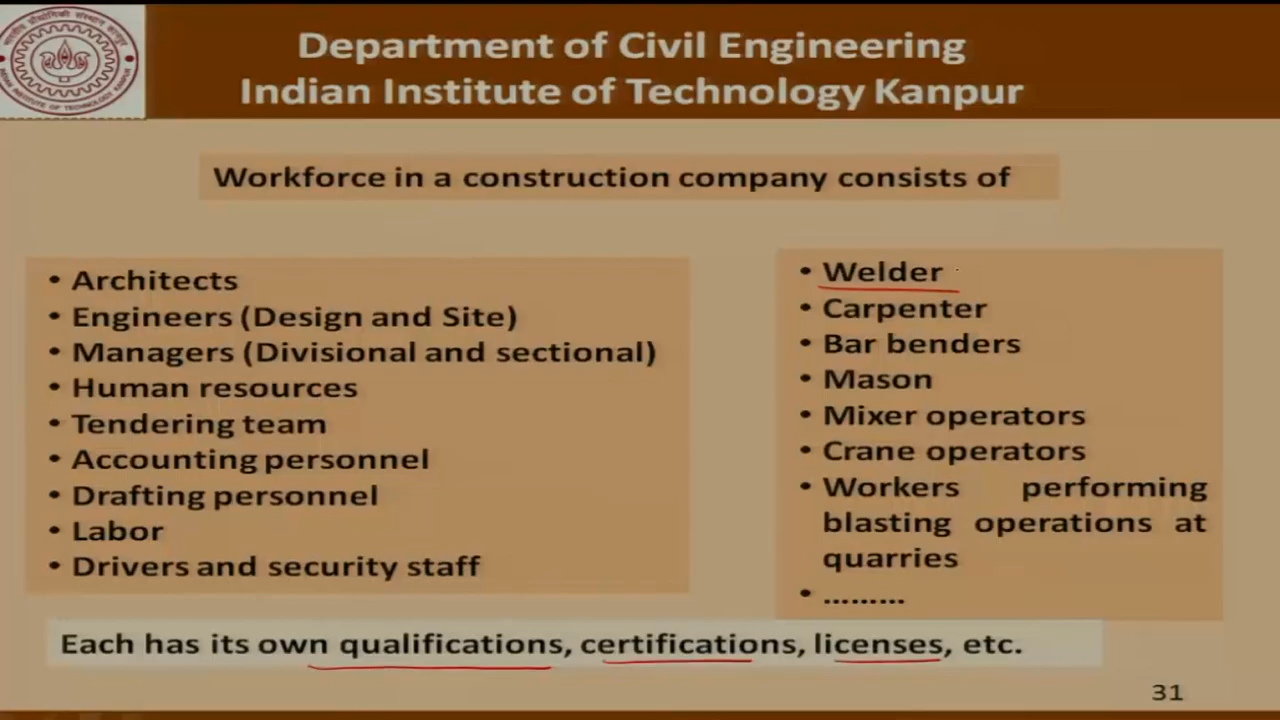 Department of Civil Engineering
Indian Institute of Technology Kanpur
Workforce in a construction company consists of
• Architects
• Engineers (Design and Site)
• Managers (Divisional and sectional)
• Human resources
• Tendering team
• Accounting personnel
• Drafting personnel
• Labor
• Drivers and security staff
• Welder
• Carpenter
• Bar benders
• Mason
• Mixer operators
• Crane operators
• Workers performing
blasting operations at
quarries
• .........
Each has its own qualifications, certifications, licenses, etc.
31